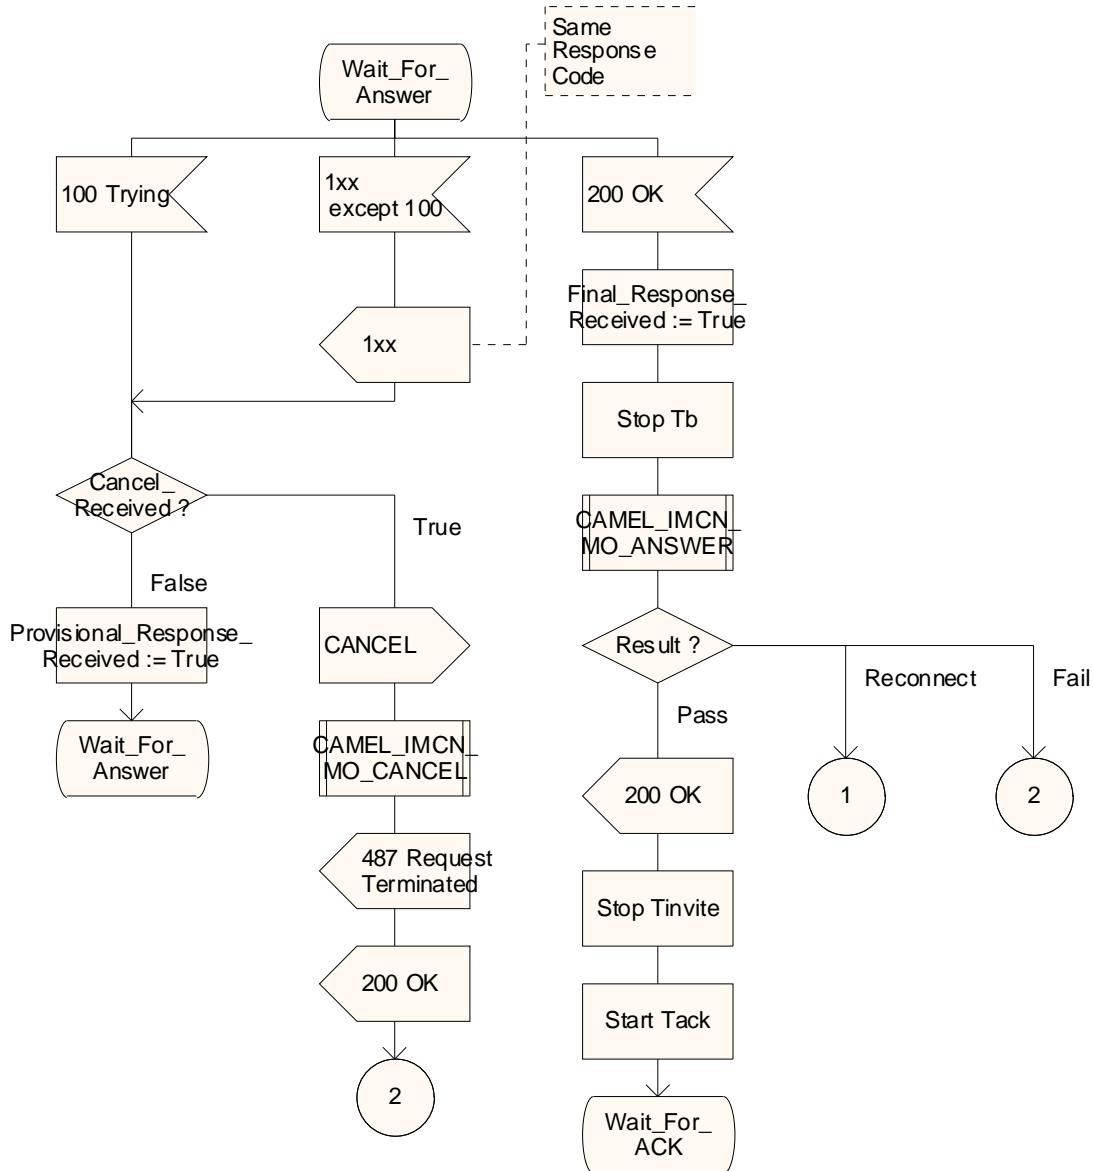 Same
Response
Code
Wait_For_
Answer
100 Trying
1xx
except 100
200 OK
Final_Response_
Received := True
1xx
Stop Tb
Cancel_
Received ?
True
CAMEL_IMCN_
MO_ANSWER
False
Provisional_Response_
Received := True
CANCEL
Result ?
Reconnect
Fail
Pass
Wait_For_
Answer
CAMEL_IMCN_
MO_CANCEL
200 OK
1
2
487 Request
Terminated
Stop Tinvite
200 OK
Start Tack
2
Wait_For_
ACK